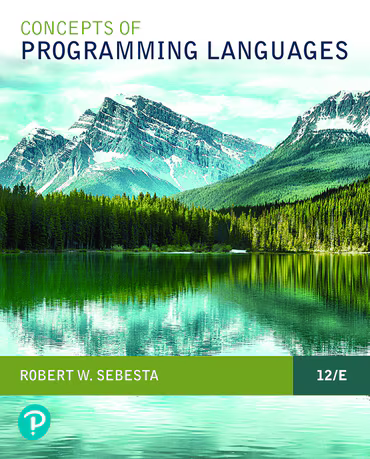 CONCEPTS OF
PROGRAMMING LANGUAGES
ROBERT W. SEBESTA
12/E
P